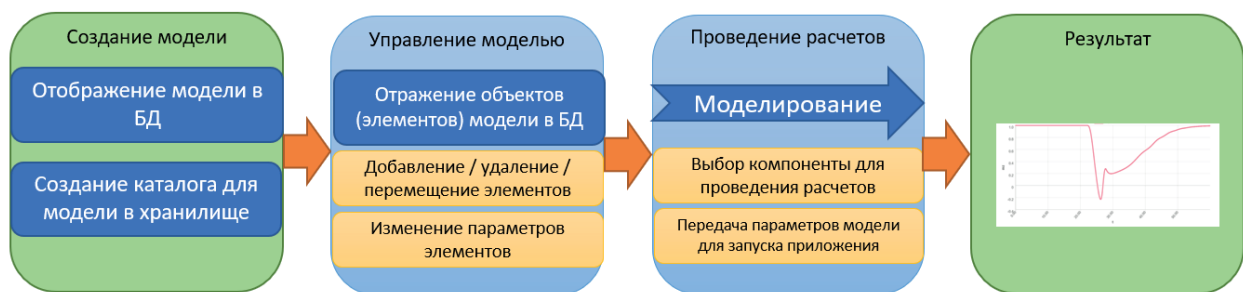 Создание модели
Отображение модели в
БД
Создание каталога для
модели в хранилище
Управление моделью
Отражение объектов
(элементов) модели в БД
Добавление / удаление /
перемещение элементов
Изменение параметров
элементов
Проведение расчетов
Моделирование
Выбор компоненты для
проведения расчетов
Передача параметров модели
для запуска приложения
Результат